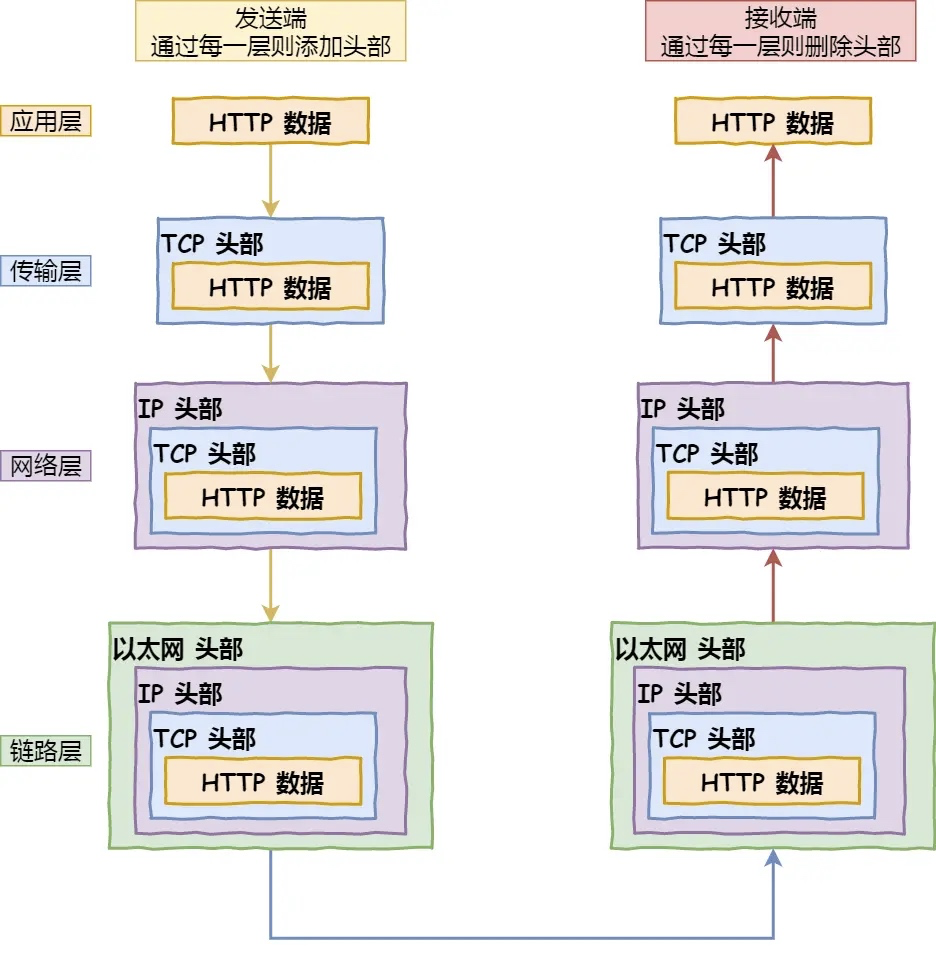 发送端
通过每一层则添加头部
接收端
通过每一层则删除头部
应用层
HTTP 数据
HTTP 数据
传输层
TCP 头部
HTTP 数据
TCP 头部
HTTP 数据
网络层
IP 头部
TCP 头部
HTTP 数据
IP 头部
TCP 头部
HTTP 数据
链路层
以太网 头部
IP 头部
TCP 头部
HTTP 数据
以太网 头部
IP 头部
TCP 头部
HTTP 数据